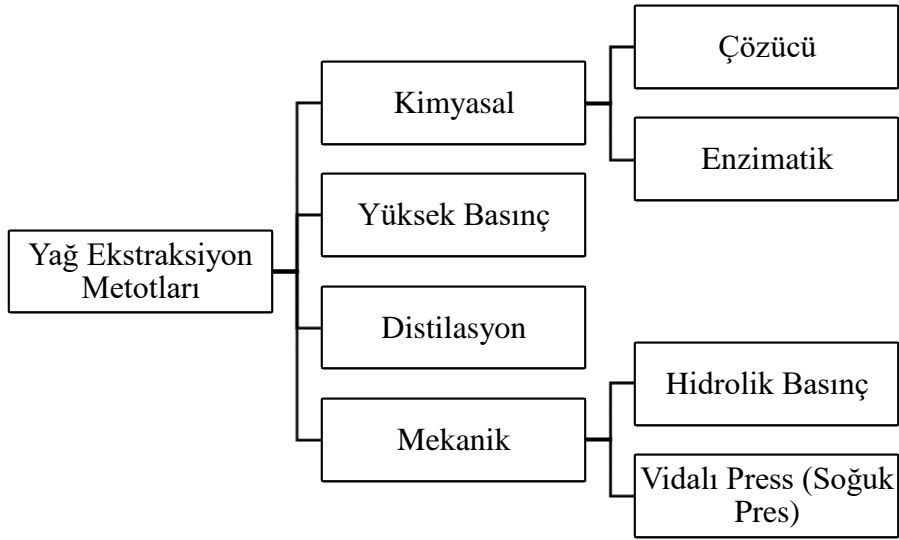 Yağ Ekstraksiyon
Metotları
Kimyasal
Yüksek Basınç
Distilasyon
Mekanik
Çözücü
Enzimatik
Hidrolik Basınç
Vidalı Press (Soğuk
Pres)